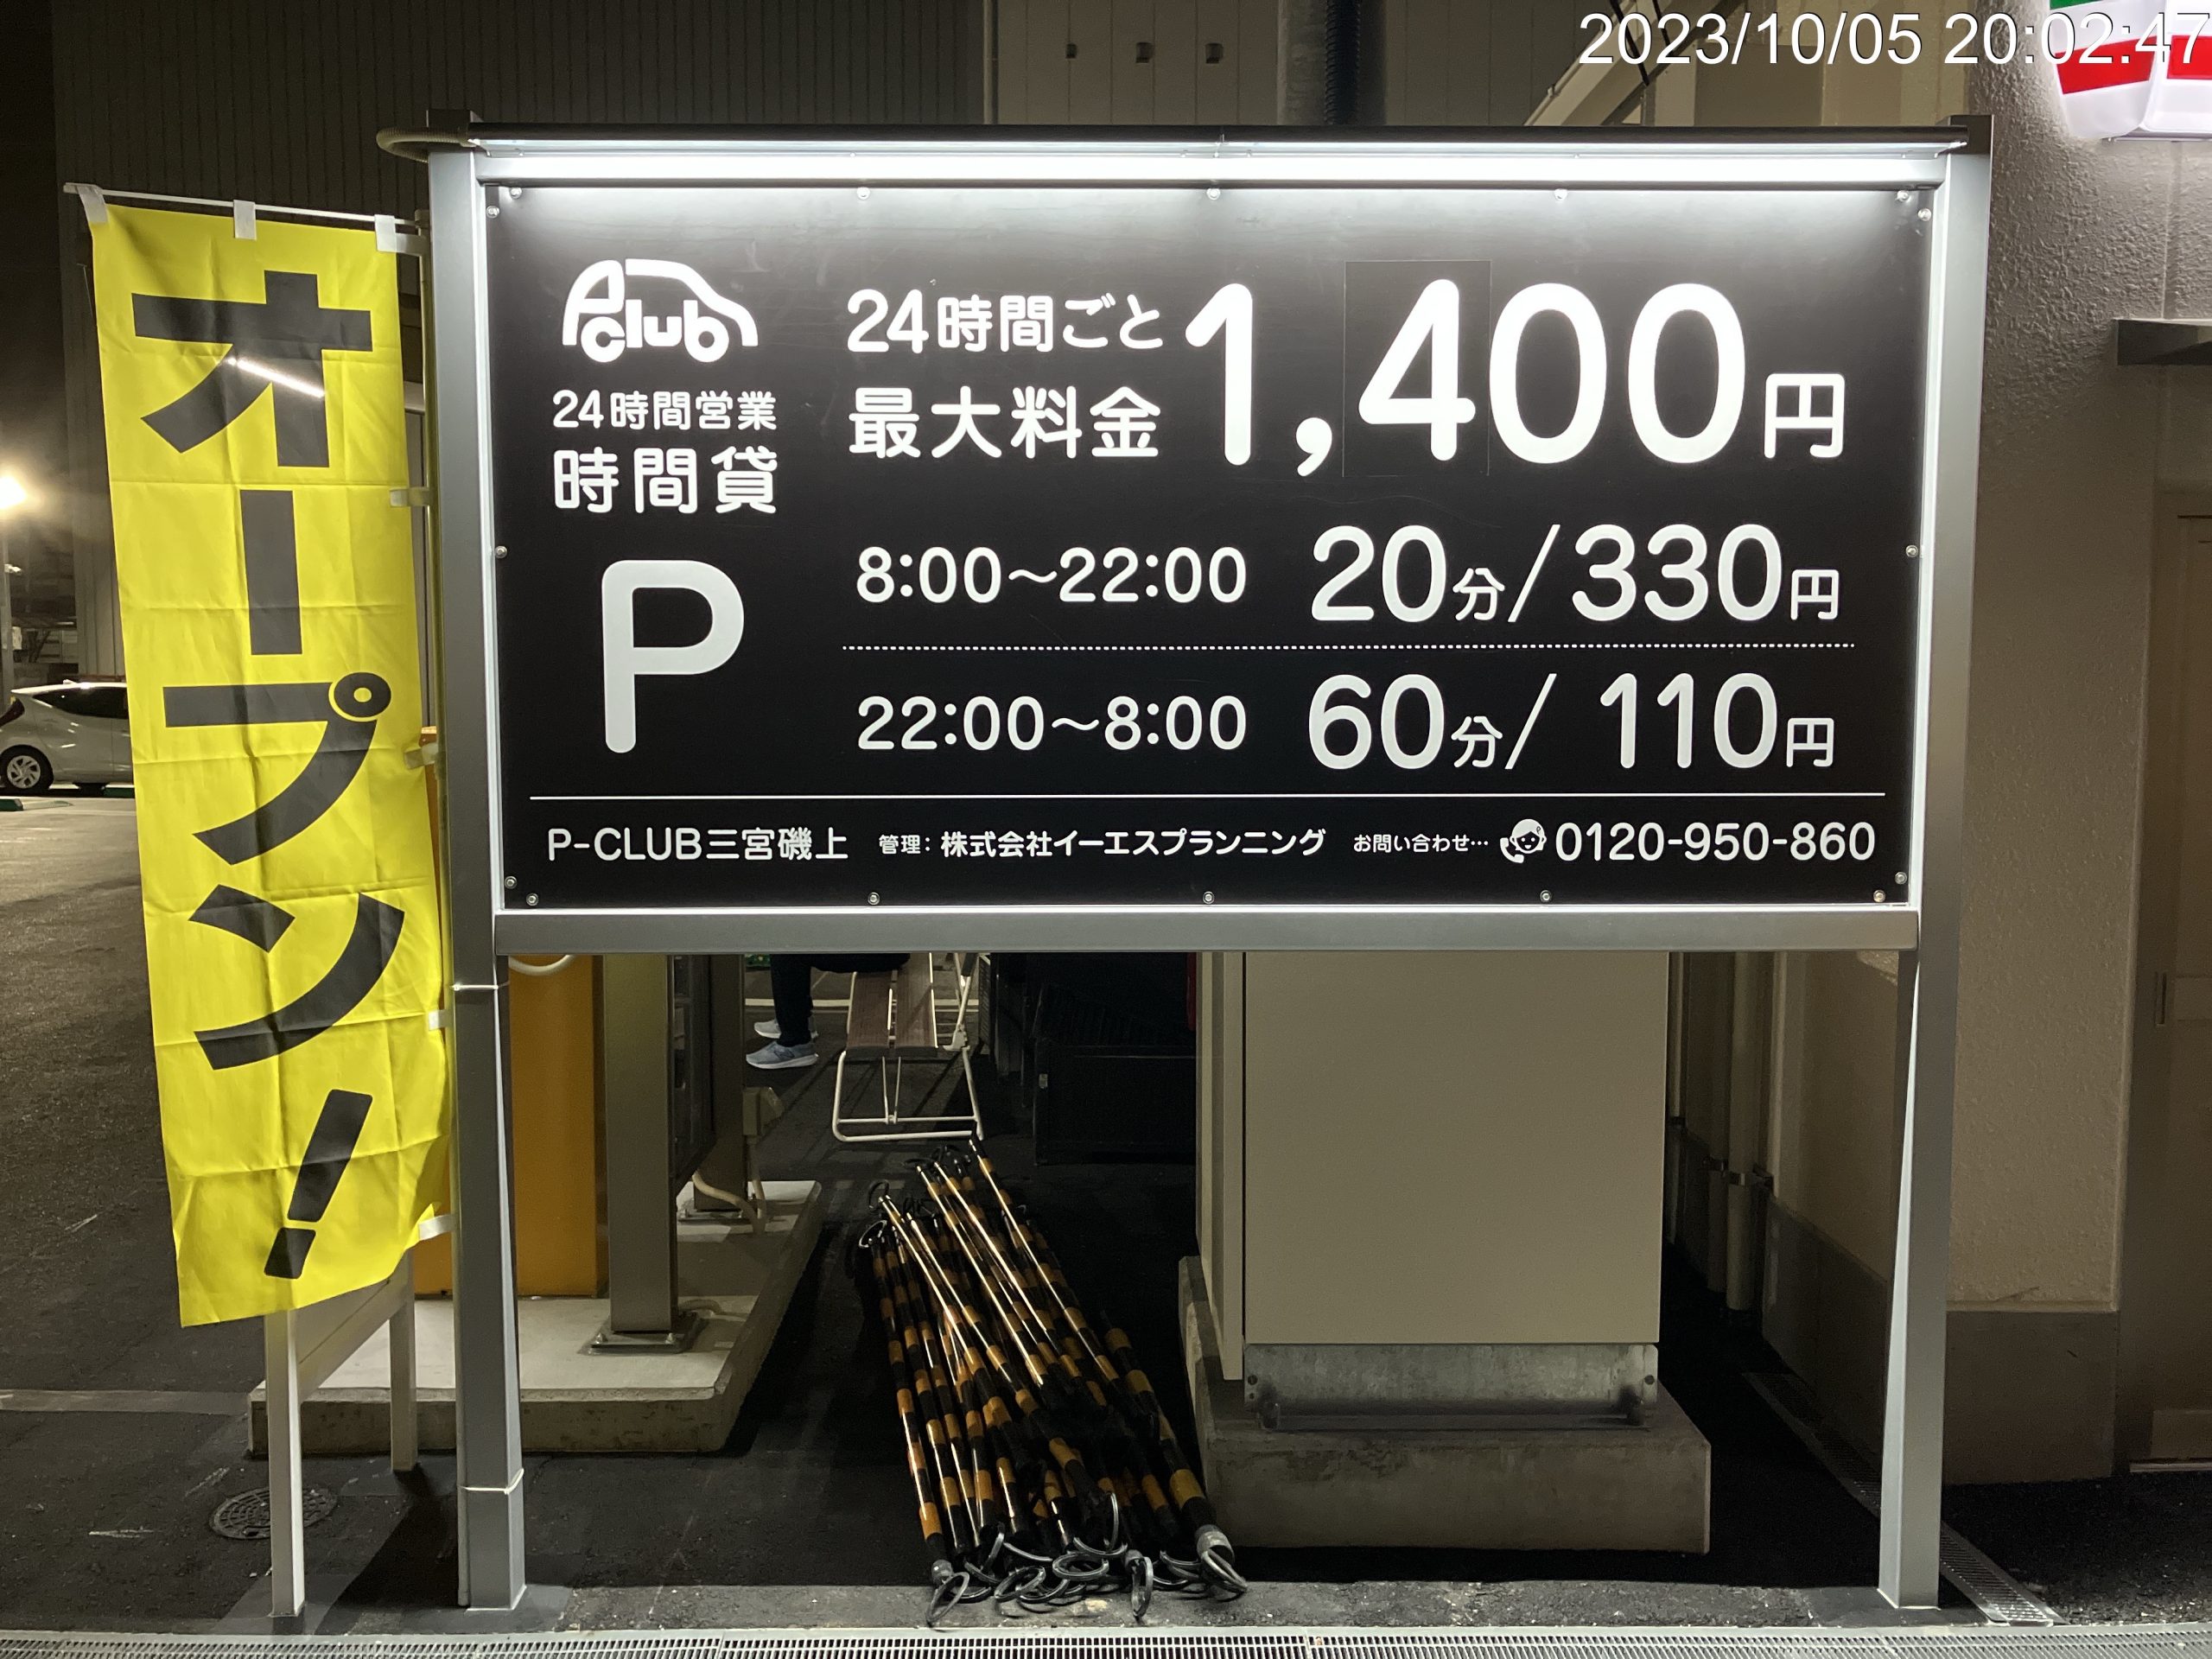 2023/10/05 20:02:47
オープン!
Pclub
24時間営業
時間貸
P
24時間ごと
最大料金
1,400円
8:00～22:00 20分/330円
22:00～8:00 60分/110円
P-CLUB三宮磯上 管理：株式会社イーエスプランニング お問い合わせ… 0120-950-860